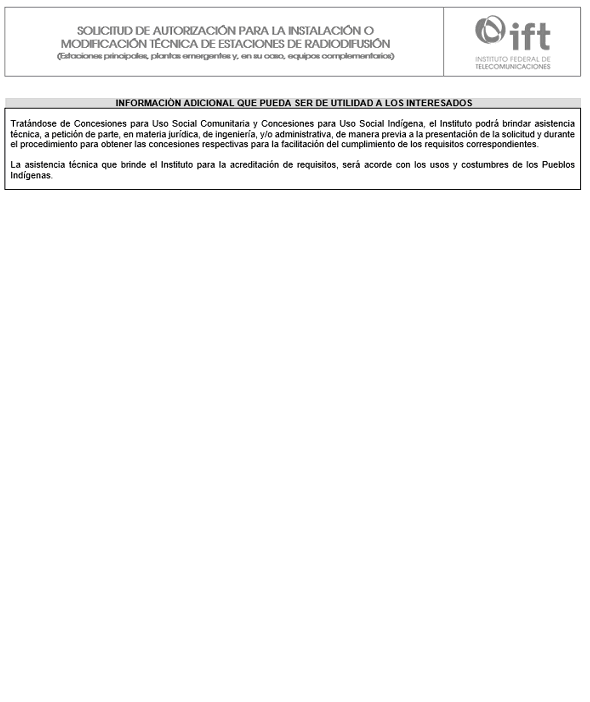 SOLICITUD DE AUTORIZACIÓN PARA LA INSTALACIÓN O
MODIFICACIÓN TÉCNICA DE ESTACIONES DE RADIODIFUSIÓN
(Estaciones principales, plantas emergentes y, en su caso, equipos complementarios)
ift
INSTITUTO FEDERAL DE
TELECOMUNICACIONES
INFORMACIÓN ADICIONAL QUE PUEDA SER DE UTILIDAD A LOS INTERESADOS
Tratándose de Concesiones para Uso Social Comunitaria y Concesiones para Uso Social Indígena, el Instituto podrá brindar asistencia
técnica, a petición de parte, en materia jurídica, de ingeniería, y/o administrativa, de manera previa a la presentación de la solicitud y durante
el procedimiento para obtener las concesiones respectivas para la facilitación del cumplimiento de los requisitos correspondientes.
La asistencia técnica que brinde el Instituto para la acreditación de requisitos, será acorde con los usos y costumbres de los Pueblos
Indígenas.